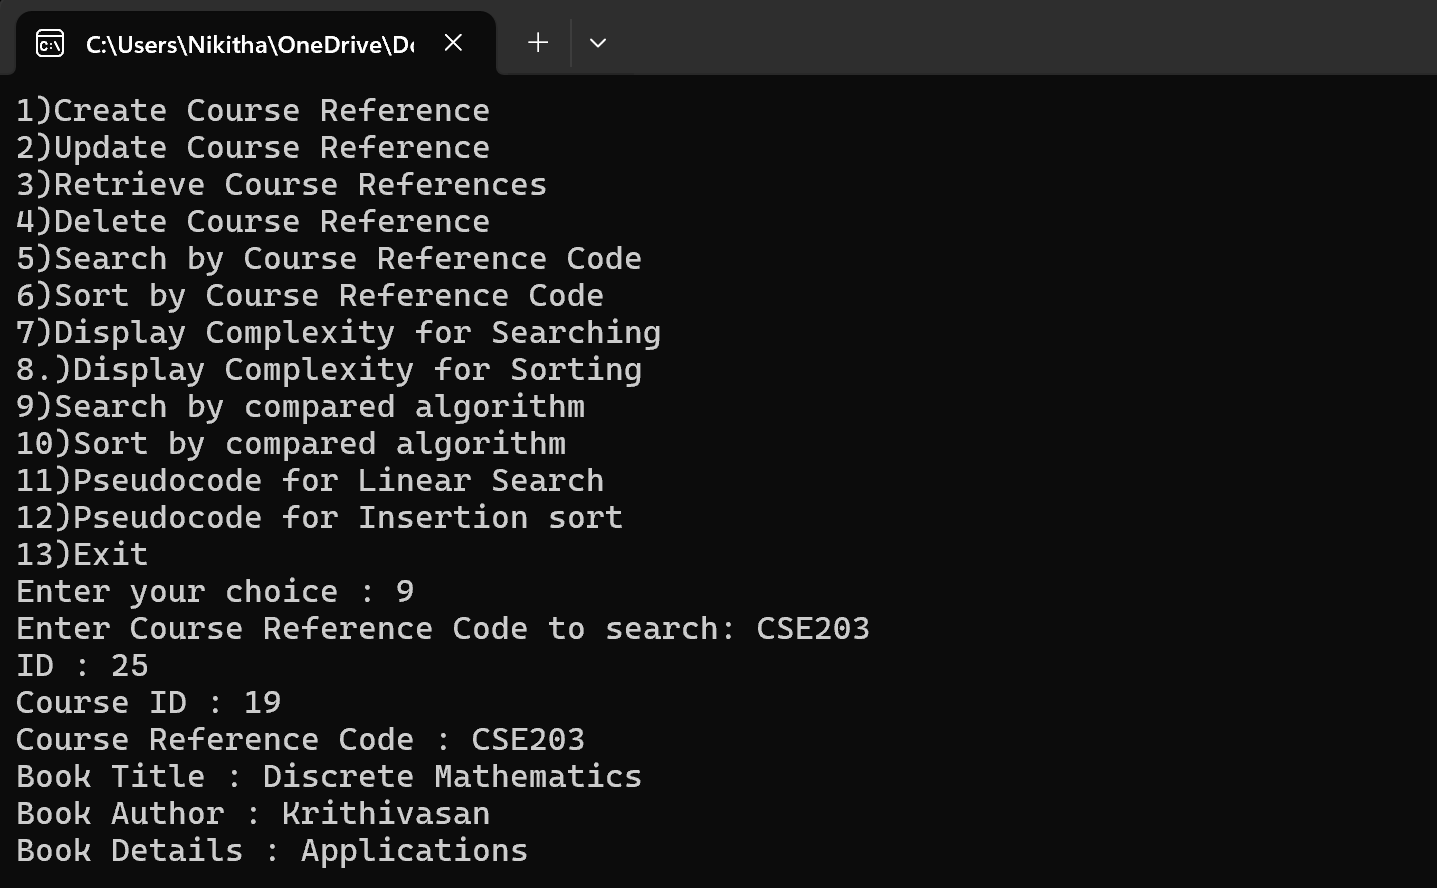 C:\Users\Nikitha\OneDrive\Do
1)Create Course Reference
2)Update Course Reference
3)Retrieve Course References
4)Delete Course Reference
5)Search by Course Reference Code
6)Sort by Course Reference Code
7)Display Complexity for Searching
8.)Display Complexity for Sorting
9)Search by compared algorithm
10)Sort by compared algorithm
11)Pseudocode for Linear Search
12)Pseudocode for Insertion sort
13)Exit
Enter your choice : 9
Enter Course Reference Code to search: CSE203
ID : 25
Course ID : 19
Course Reference Code : CSE203
Book Title : Discrete Mathematics
Book Author : Krithivasan
Book Details : Applications